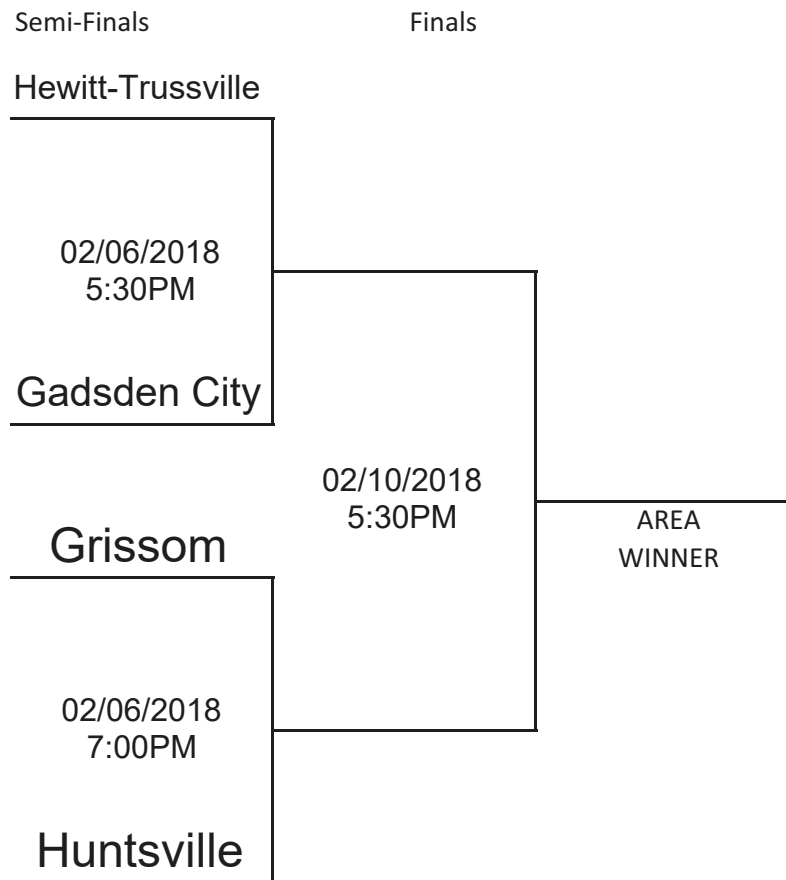 Semi-Finals
Finals
Hewitt-Trussville
02/06/2018
5:30PM
Gadsden City
02/10/2018
5:30PM
AREA
WINNER
Grissom
02/06/2018
7:00PM
Huntsville